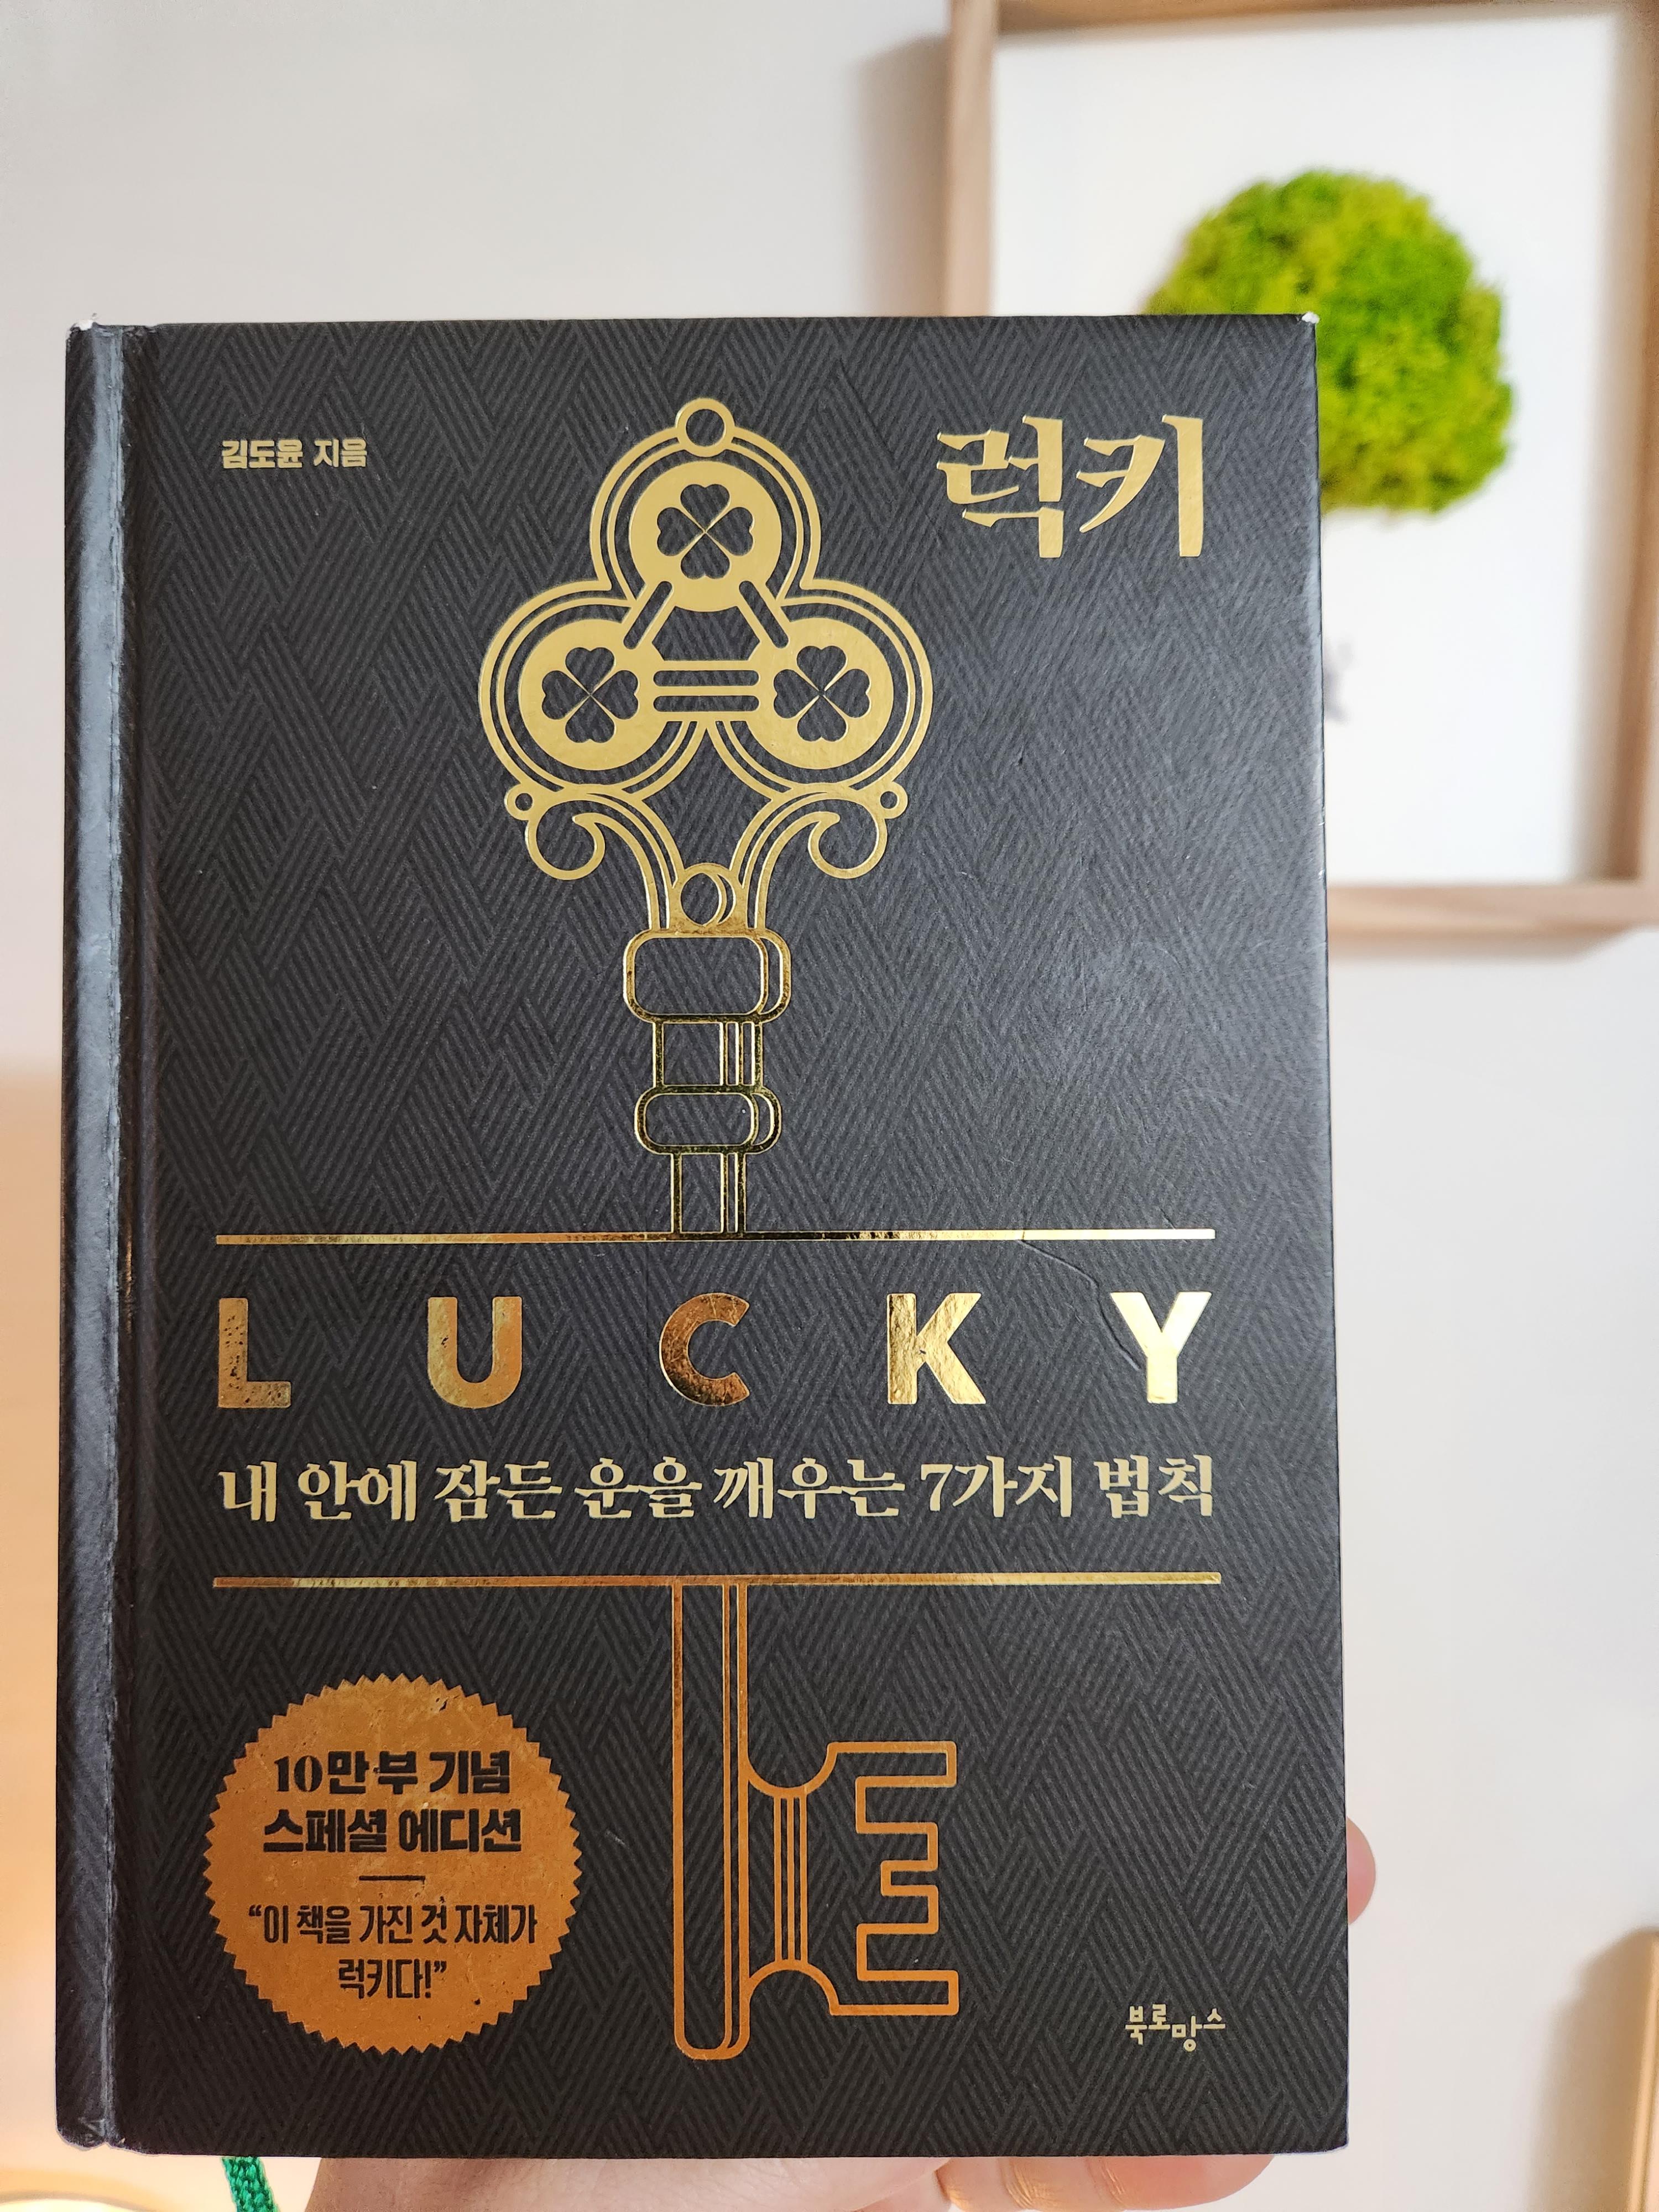 김도윤 지음
럭키
LUCKY
내 안에 잠든 운을 깨우는 7가지 법칙
10만 부 기념
스페셜 에디션
“이 책을 가진 것 자체가
럭키다!”
북로망스